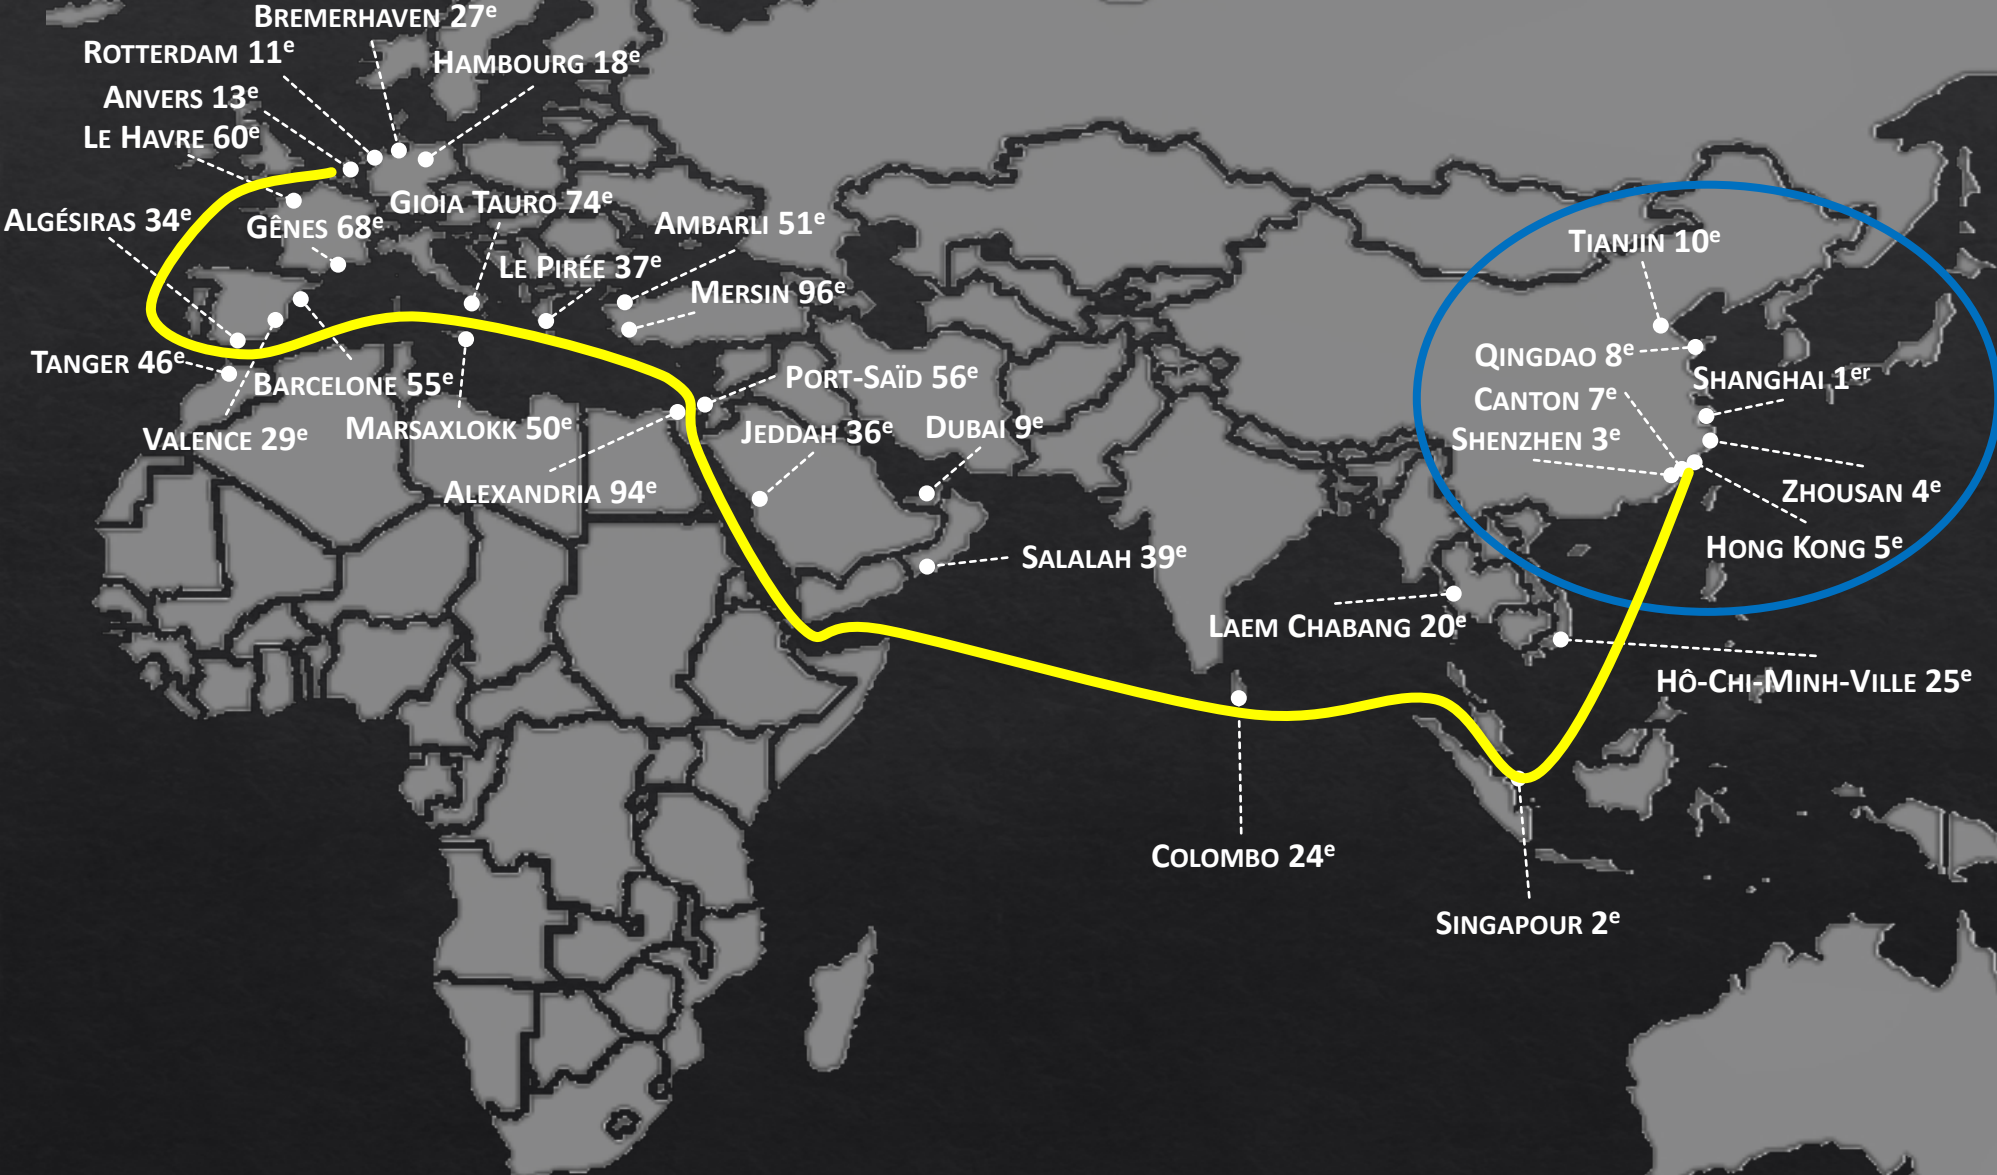 Bremerhaven 27e
Rotterdam 11e
Hambourg 18e
Anvers 13e
Le Havre 60e
Algésiras 34e
Gênes 68e
Gioia Tauro 74e
Ambarli 51e
Le Pirée 37e
Mersin 96e
Tanger 46e
Barcelone 55e
Valence 29e
Marsaxlokk 50e
Port-Saïd 56e
Jeddah 36e
Dubai 9e
Alexandria 94e
Salalah 39e
Tianjin 10e
Qingdao 8e
Shanghai 1er
Canton 7e
Shenzhen 3e
Zhousan 4e
Hong Kong 5e
Laem Chabang 20e
Hô-Chi-Minh-Ville 25e
Colombo 24e
Singapour 2e